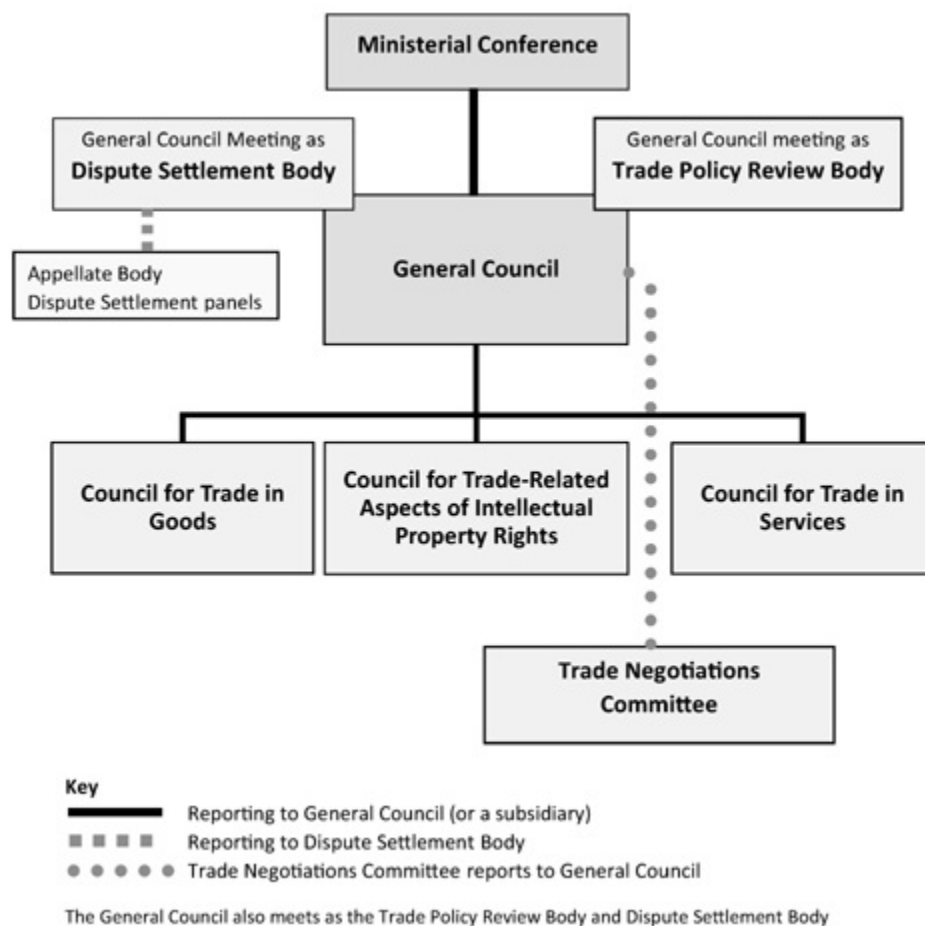 Ministerial Conference
General Council Meeting as
Dispute Settlement Body
General Council meeting as
Trade Policy Review Body
General Council
Appellate Body
Dispute Settlement panels
Council for Trade in
Goods
Council for Trade-Related
Aspects of Intellectual
Property Rights
Council for Trade in
Services
Trade Negotiations
Committee
Key
Reporting to General Council (or a subsidiary)
Reporting to Dispute Settlement Body
Trade Negotiations Committee reports to General Council
The General Council also meets as the Trade Policy Review Body and Dispute Settlement Body